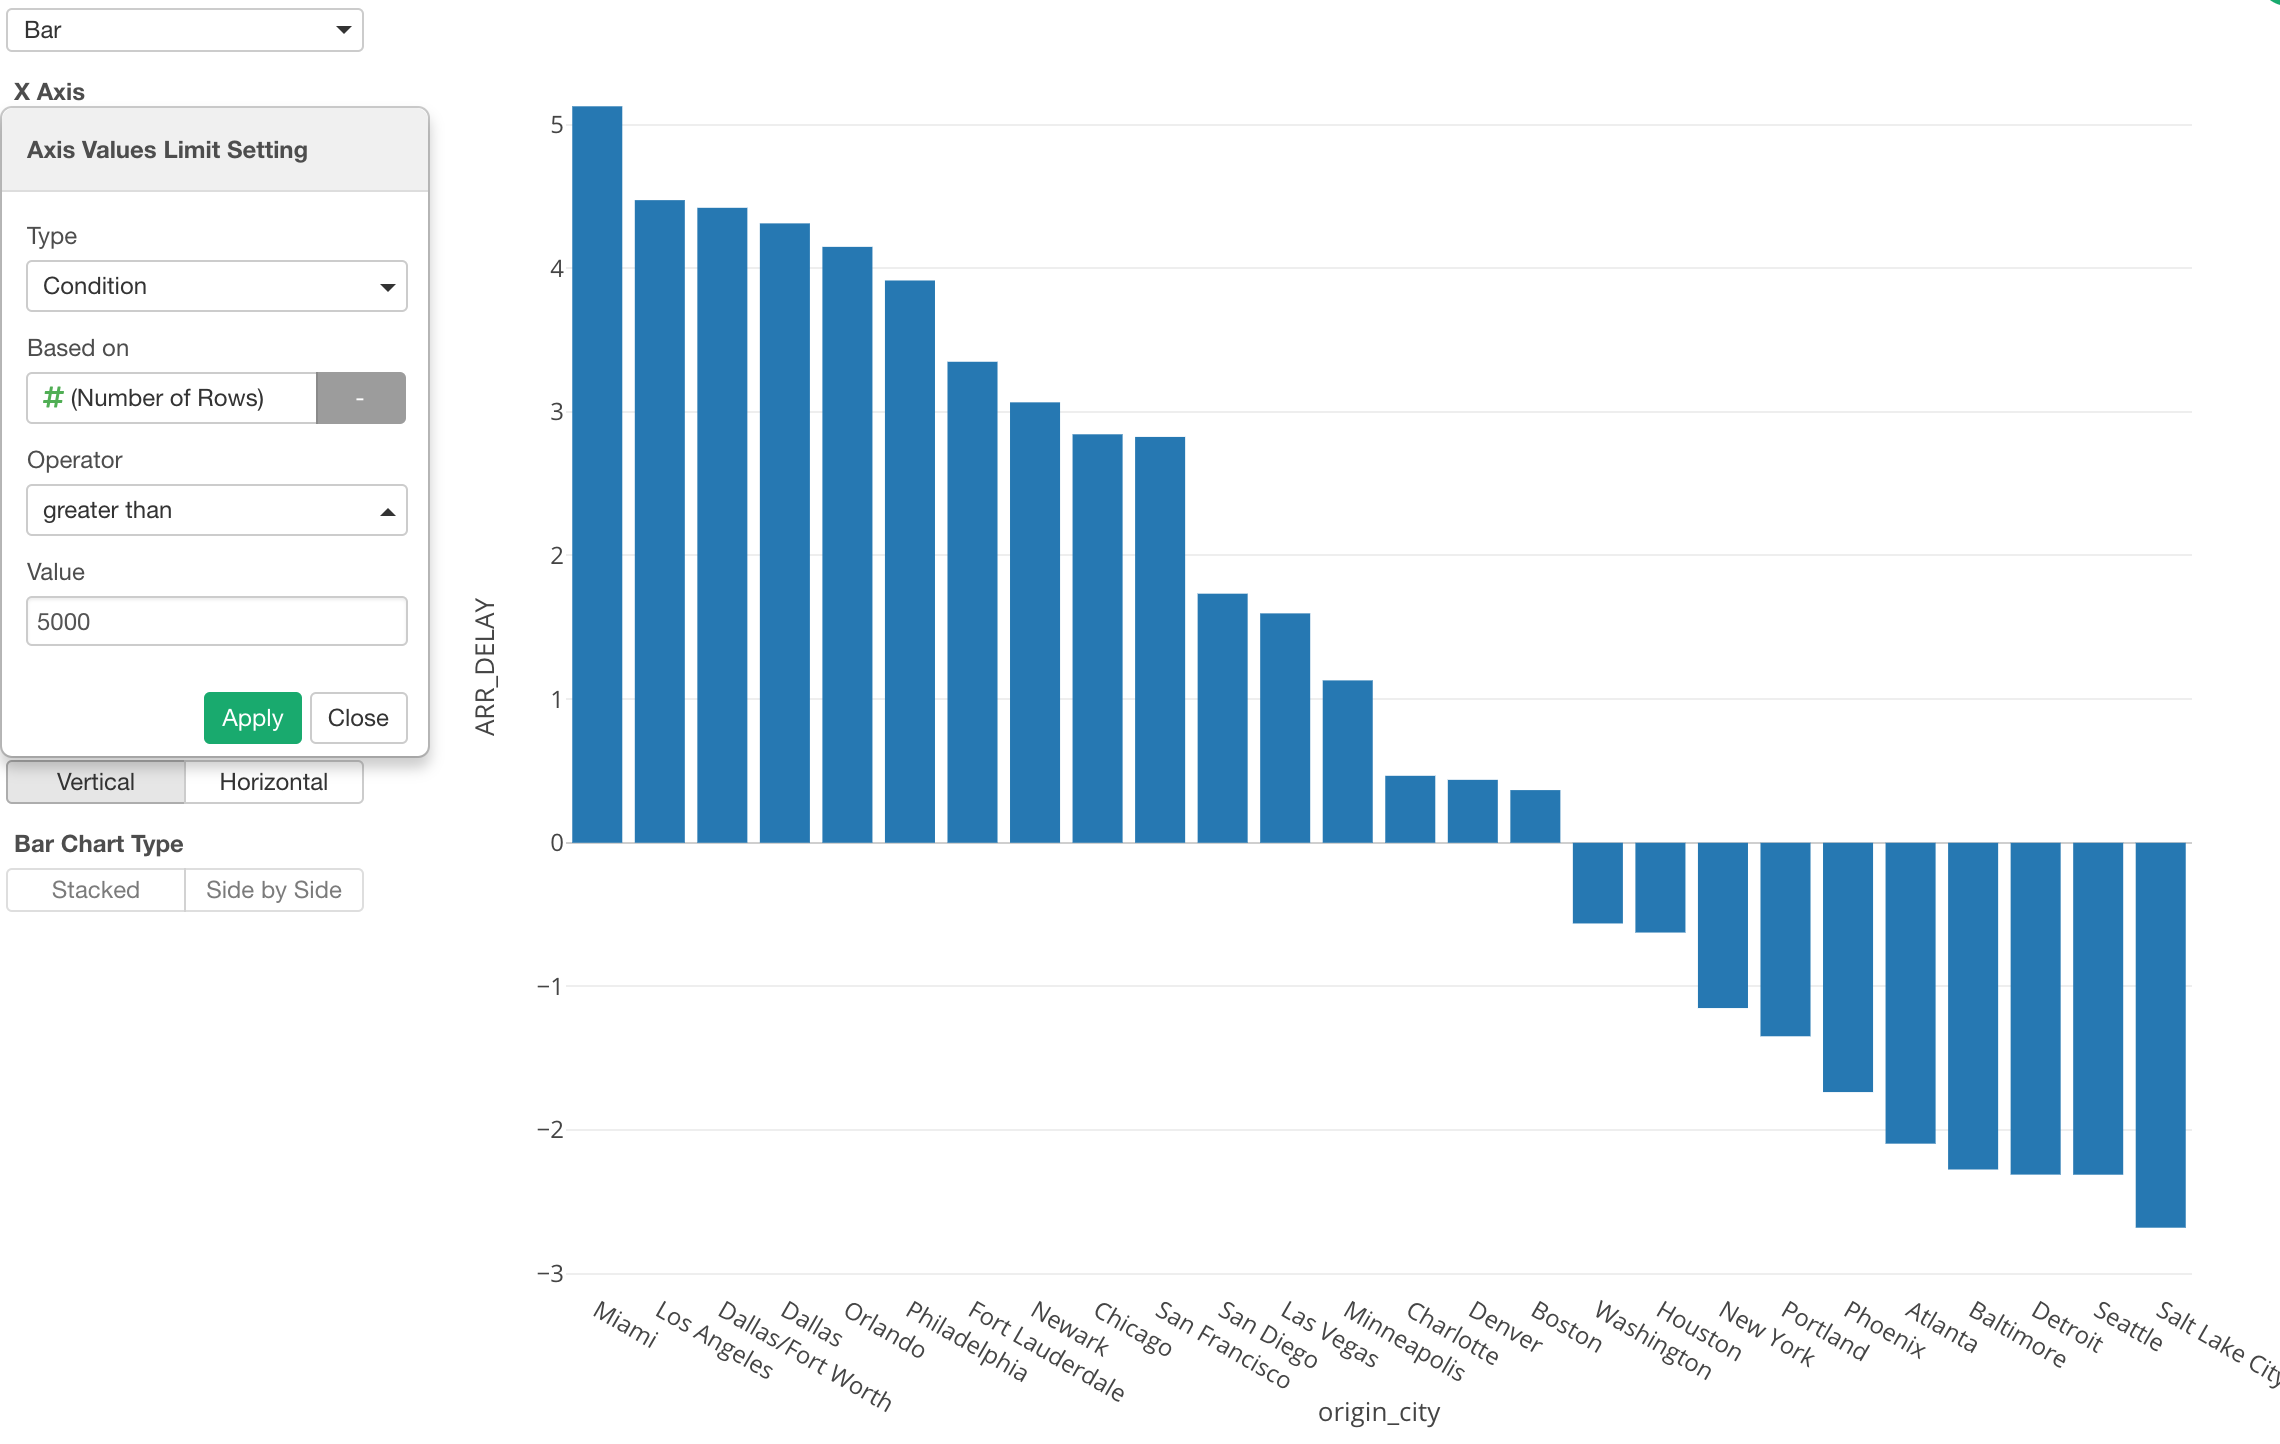 Bar
X Axis
Axis Values Limit Setting
Type
Condition
Based on
# (Number of Rows) -
Operator
greater than
Value
5000
Apply Close
Vertical Horizontal
Bar Chart Type
Stacked Side by Side
ARR_DELAY
5
4
3
2
1
0
−1
−2
−3
Miami
Los Angeles
Dallas/Fort Worth
Dallas
Orlando
Philadelphia
Fort Lauderdale
Newark
Chicago
San Francisco
San Diego
Las Vegas
Minneapolis
Charlotte
Denver
Boston
Washington
Houston
New York
Portland
Phoenix
Atlanta
Baltimore
Detroit
Seattle
Salt Lake City
origin_city